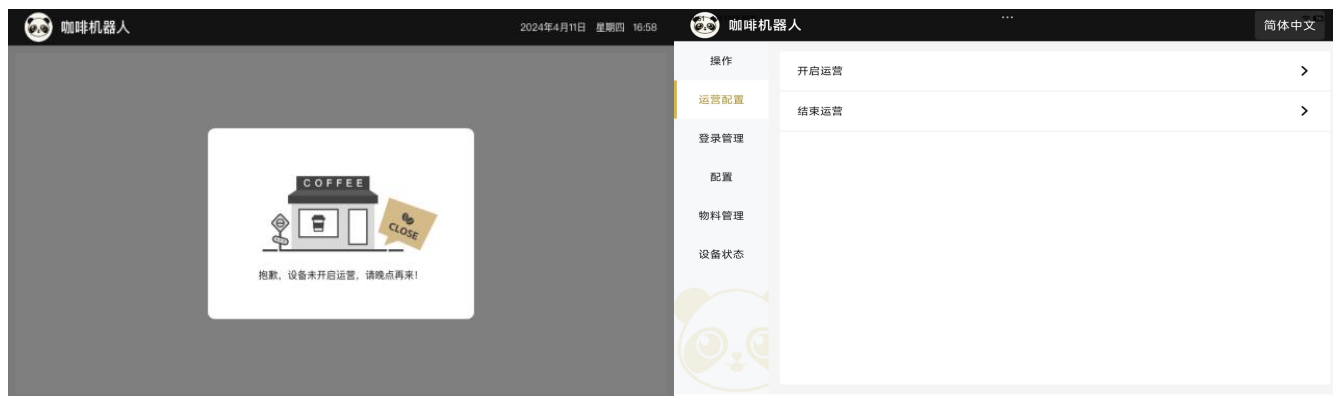 咖啡机器人
2024年4月11日 星期四 16:58
COFFEE
CLOSE
抱歉，设备未开启运营，请晚点再来！
咖啡机器人
简体中文
操作
运营配置
登录管理
配置
物料管理
设备状态
开启运营
结束运营